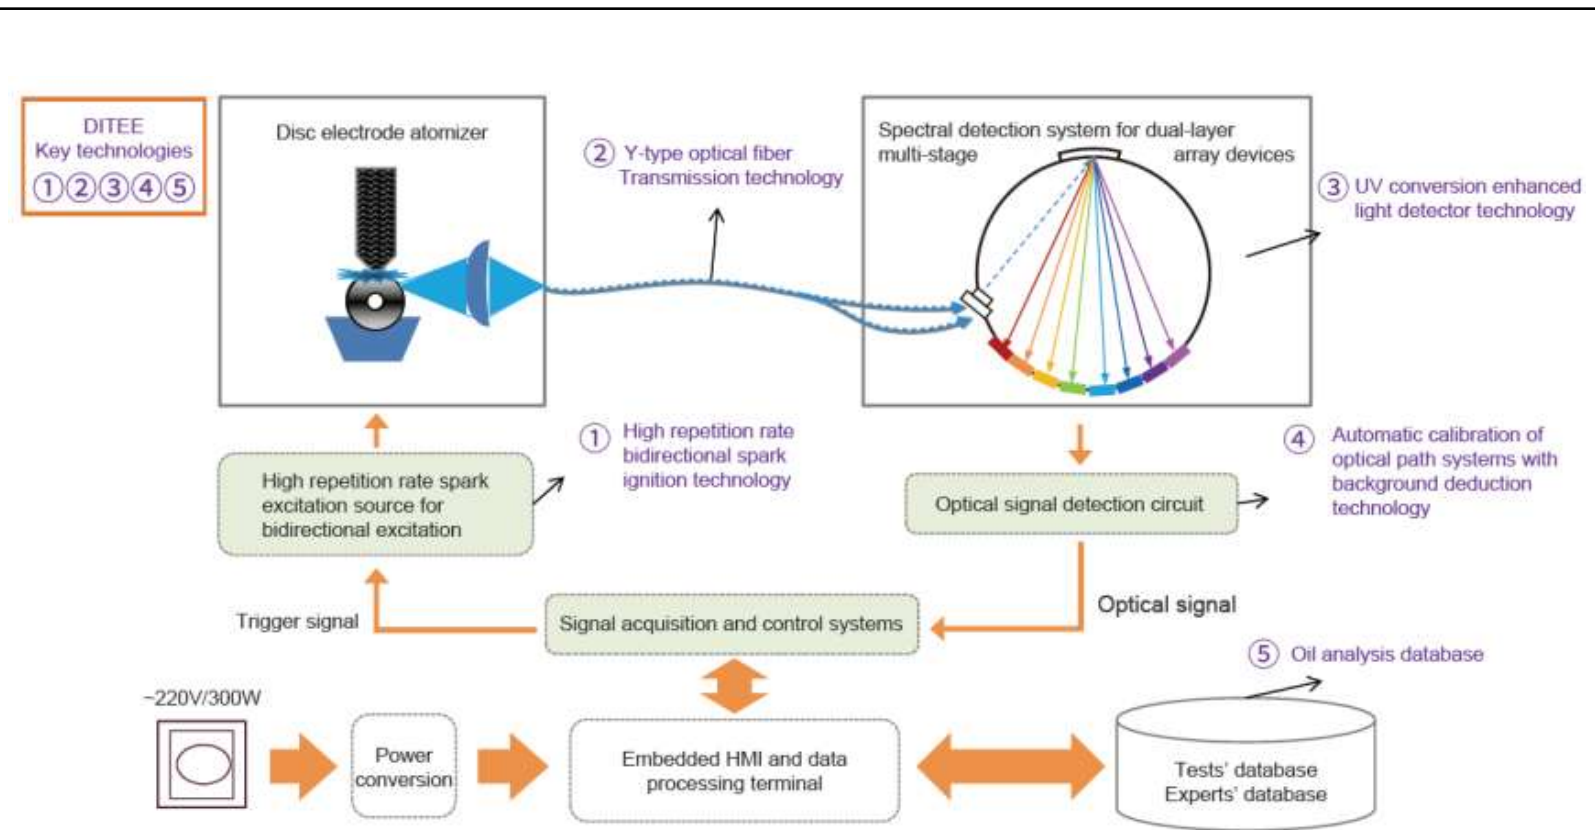 DITEE
Key technologies
①②③④⑤
Disc electrode atomizer
② Y-type optical fiber
Transmission technology
Spectral detection system for dual-layer
multi-stage array devices
③ UV conversion enhanced
light detector technology
High repetition rate spark
excitation source for
bidirectional excitation
① High repetition rate
bidirectional spark
ignition technology
Optical signal detection circuit
④ Automatic calibration of
optical path systems with
background deduction
technology
Trigger signal
Signal acquisition and control systems
Optical signal
⑤ Oil analysis database
~220V/300W
Power
conversion
Embedded HMI and data
processing terminal
Tests' database
Experts' database